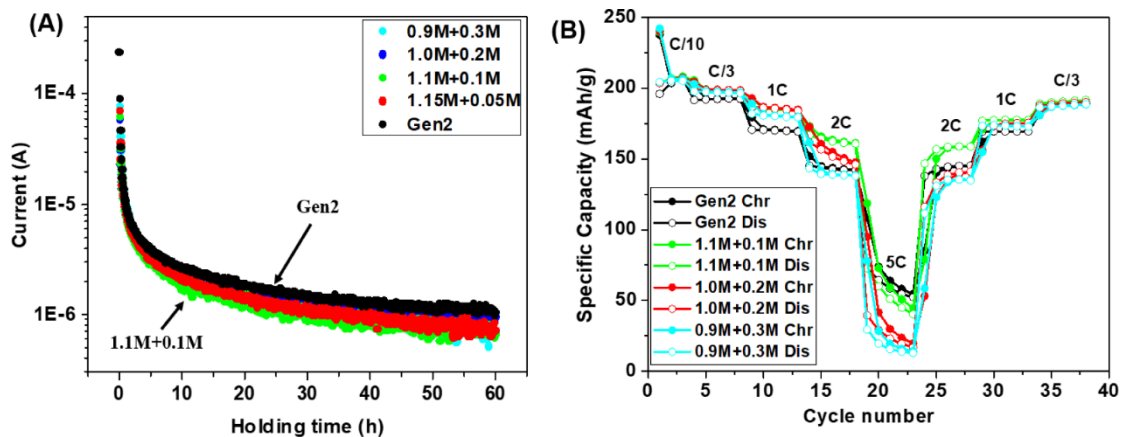 (A)
0.9M+0.3M
1.0M+0.2M
1.1M+0.1M
1.15M+0.05M
Gen2
1E-4
1E-5
1E-6
Current (A)
Gen2
1.1M+0.1M
0 10 20 30 40 50 60
Holding time (h)
(B)
250
200
150
100
50
0
Specific Capacity (mAh/g)
C/10
C/3
1C
2C
5C
2C
1C
C/3
Gen2 Chr
Gen2 Dis
1.1M+0.1M Chr
1.1M+0.1M Dis
1.0M+0.2M Chr
1.0M+0.2M Dis
0.9M+0.3M Chr
0.9M+0.3M Dis
0 5 10 15 20 25 30 35 40
Cycle number